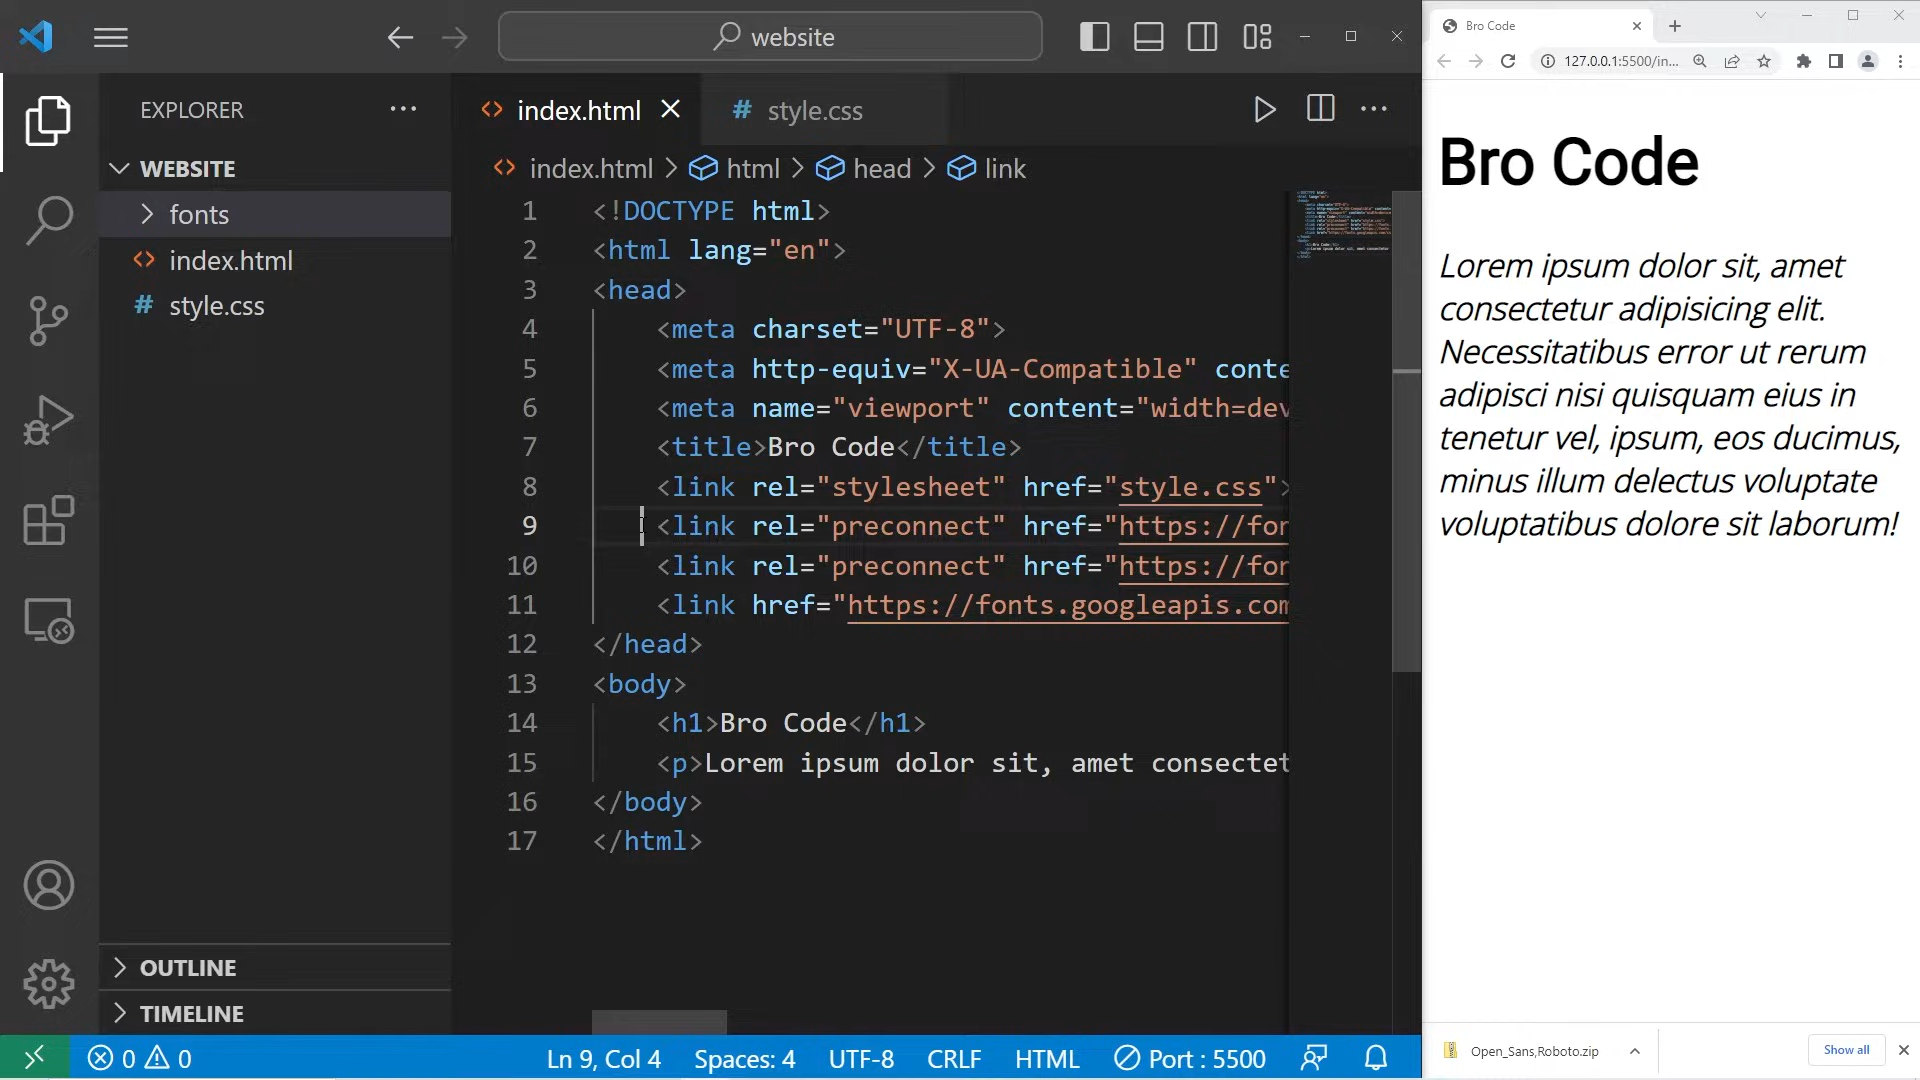 website
EXPLORER
WEBSITE
fonts
index.html
style.css
OUTLINE
TIMELINE
index.html
style.css
index.html > html > head > link
1 <!DOCTYPE html>
2 <html lang="en">
3 <head>
4 <meta charset="UTF-8">
5 <meta http-equiv="X-UA-Compatible" conte
6 <meta name="viewport" content="width=dev
7 <title>Bro Code</title>
8 <link rel="stylesheet" href="style.css">
9 <link rel="preconnect" href="https://fon
10 <link rel="preconnect" href="https://fon
11 <link href="https://fonts.googleapis.com
12 </head>
13 <body>
14 <h1>Bro Code</h1>
15 <p>Lorem ipsum dolor sit, amet consectet
16 </body>
17 </html>
0 0
Ln 9, Col 4 Spaces: 4 UTF-8 CRLF HTML Port : 5500
Bro Code
127.0.0.1:5500/in...
Bro Code
Lorem ipsum dolor sit, amet
consectetur adipisicing elit.
Necessitatibus error ut rerum
adipisci nisi quisquam eius in
tenetur vel, ipsum, eos ducimus,
minus illum delectus voluptate
voluptatibus dolore sit laborum!
Open_Sans,Roboto.zip
Show all